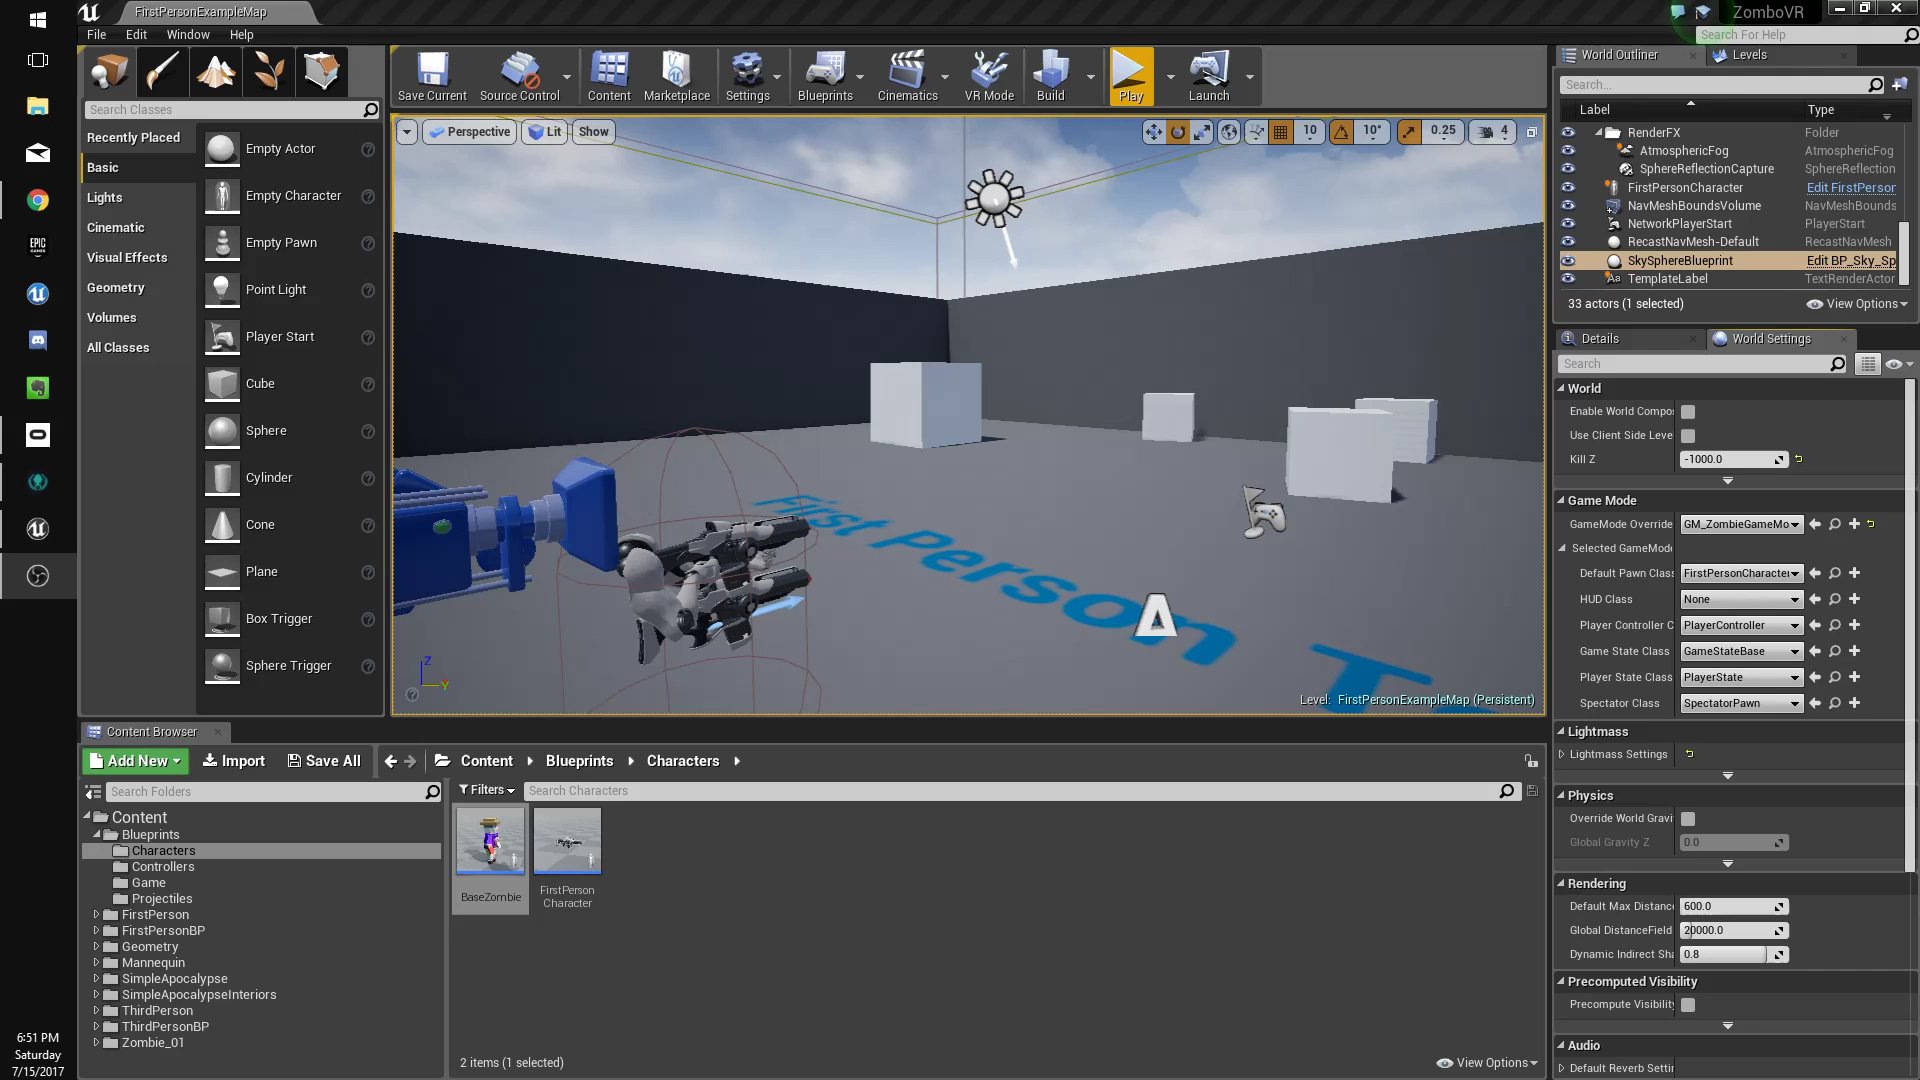 FirstPersonExampleMap
ZomboVR
File Edit Window Help
Search For Help
Save Current
Source Control
Content
Marketplace
Settings
Blueprints
Cinematics
VR Mode
Build
Play
Launch
Search Classes
Recently Placed
Basic
Lights
Cinematic
Visual Effects
Geometry
Volumes
All Classes
Empty Actor
Empty Character
Empty Pawn
Point Light
Player Start
Cube
Sphere
Cylinder
Cone
Plane
Box Trigger
Sphere Trigger
Perspective Lit Show
10 10° 0.25 4
First Person T
Z
Y
Level: FirstPersonExampleMap (Persistent)
World Outliner
Levels
Search...
Label Type
RenderFX Folder
AtmosphericFog AtmosphericFog
SphereReflectionCapture SphereReflection
FirstPersonCharacter Edit FirstPerson
NavMeshBoundsVolume NavMeshBounds
NetworkPlayerStart PlayerStart
RecastNavMesh-Default RecastNavMesh
SkySphereBlueprint Edit BP_Sky_Sp
TemplateLabel TextRenderActor
33 actors (1 selected)
View Options
Details
World Settings
Search
World
Enable World Compos
Use Client Side Leve
Kill Z -1000.0
Game Mode
GameMode Override GM_ZombieGameMo
Selected GameMode
Default Pawn Class FirstPersonCharacter
HUD Class None
Player Controller C PlayerController
Game State Class GameStateBase
Player State Class PlayerState
Spectator Class SpectatorPawn
Lightmass
Lightmass Settings
Physics
Override World Gravi
Global Gravity Z 0.0
Rendering
Default Max Distance 600.0
Global DistanceField 20000.0
Dynamic Indirect Sha 0.8
Precomputed Visibility
Precompute Visibility
Audio
Default Reverb Settin
Content Browser
Add New
Import
Save All
Content Blueprints Characters
Search Folders
Filters
Search Characters
Content
Blueprints
Characters
Controllers
Game
Projectiles
FirstPerson
FirstPersonBP
Geometry
Mannequin
SimpleApocalypse
SimpleApocalypseInteriors
ThirdPerson
ThirdPersonBP
Zombie_01
BaseZombie
FirstPerson
Character
2 items (1 selected)
View Options
EPIC
GAMES
6:51 PM
Saturday
7/15/2017